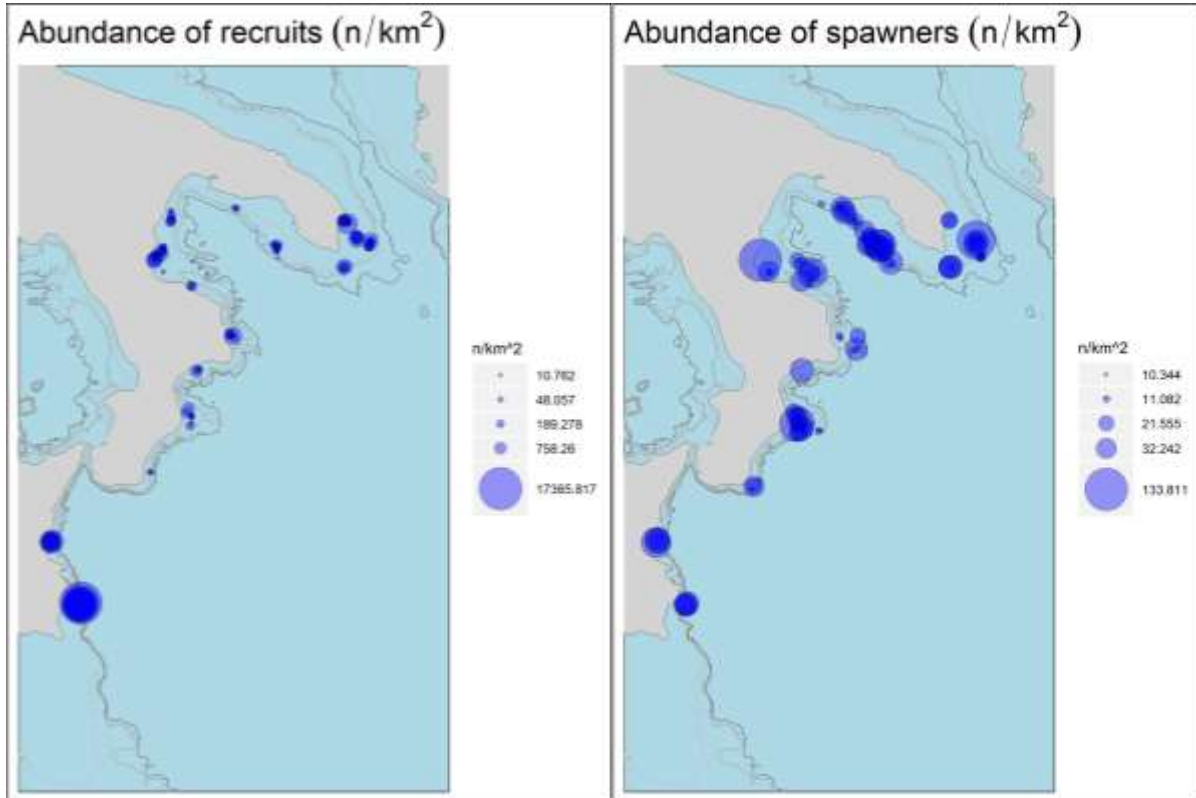 Abundance of recruits (n/km²)
n/km^2
10.762
48.057
189.278
758.26
17365.817
Abundance of spawners (n/km²)
n/km^2
10.344
11.082
21.555
32.242
133.811